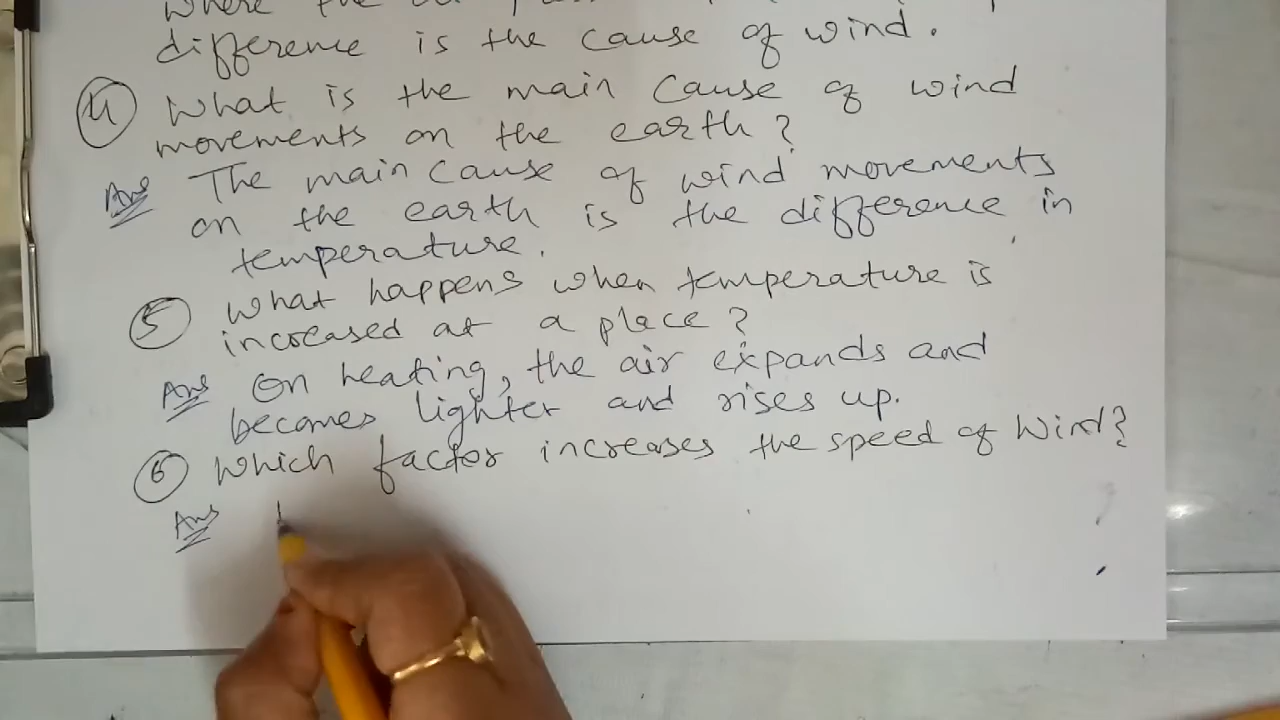 where the
difference is the cause of wind.
4 What is the main cause of wind
movements on the earth?
Ans The main cause of wind movements
on the earth is the difference in
temperature.
5 What happens when temperature is
increased at a place?
Ans On heating, the air expands and
becomes lighter and rises up.
6 Which factor increases the speed of Wind?
Ans